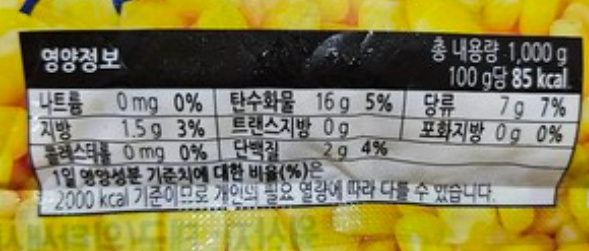 영양정보
총 내용량 1,000 g
100 g당 85 kcal
나트륨 0 mg 0% 탄수화물 16 g 5% 당류 7 g 7%
지방 1.5 g 3% 트랜스지방 0 g 포화지방 0 g 0%
콜레스테롤 0 mg 0% 단백질 2 g 4%
1일 영양성분 기준치에 대한 비율(%)은
2000 kcal 기준이므로 개인의 필요 열량에 따라 다를 수 있습니다.